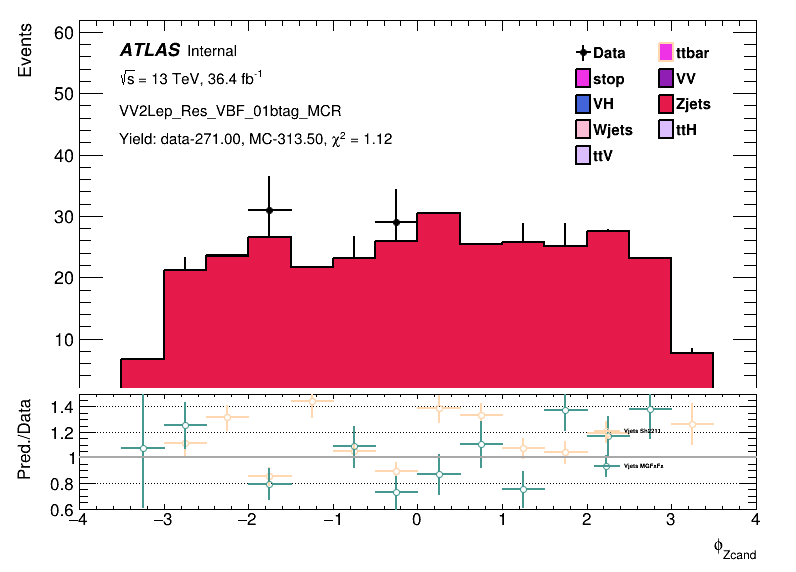 Events
60
50
40
30
20
10
ATLAS Internal
√s = 13 TeV, 36.4 fb⁻¹
VV2Lep_Res_VBF_01btag_MCR
Yield: data-271.00, MC-313.50, χ² = 1.12
Data
ttbar
stop
VV
VH
Zjets
Wjets
ttH
ttV
Pred./Data
1.4
1.2
1
0.8
0.6
Vjets Sh2211
Vjets MGFxFx
−4 −3 −2 −1 0 1 2 3 4
ϕ_Zcand